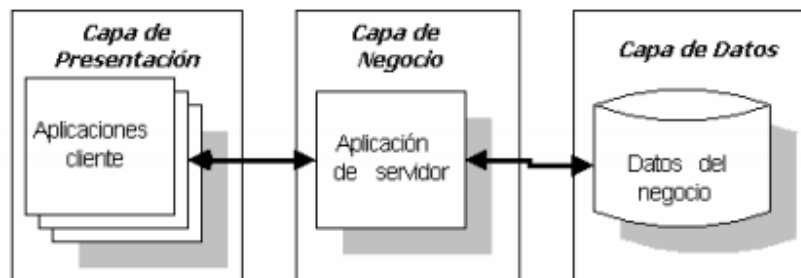 Capa de
Presentación
Aplicaciones
cliente
Capa de
Negocio
Aplicación
de servidor
Capa de Datos
Datos del
negocio